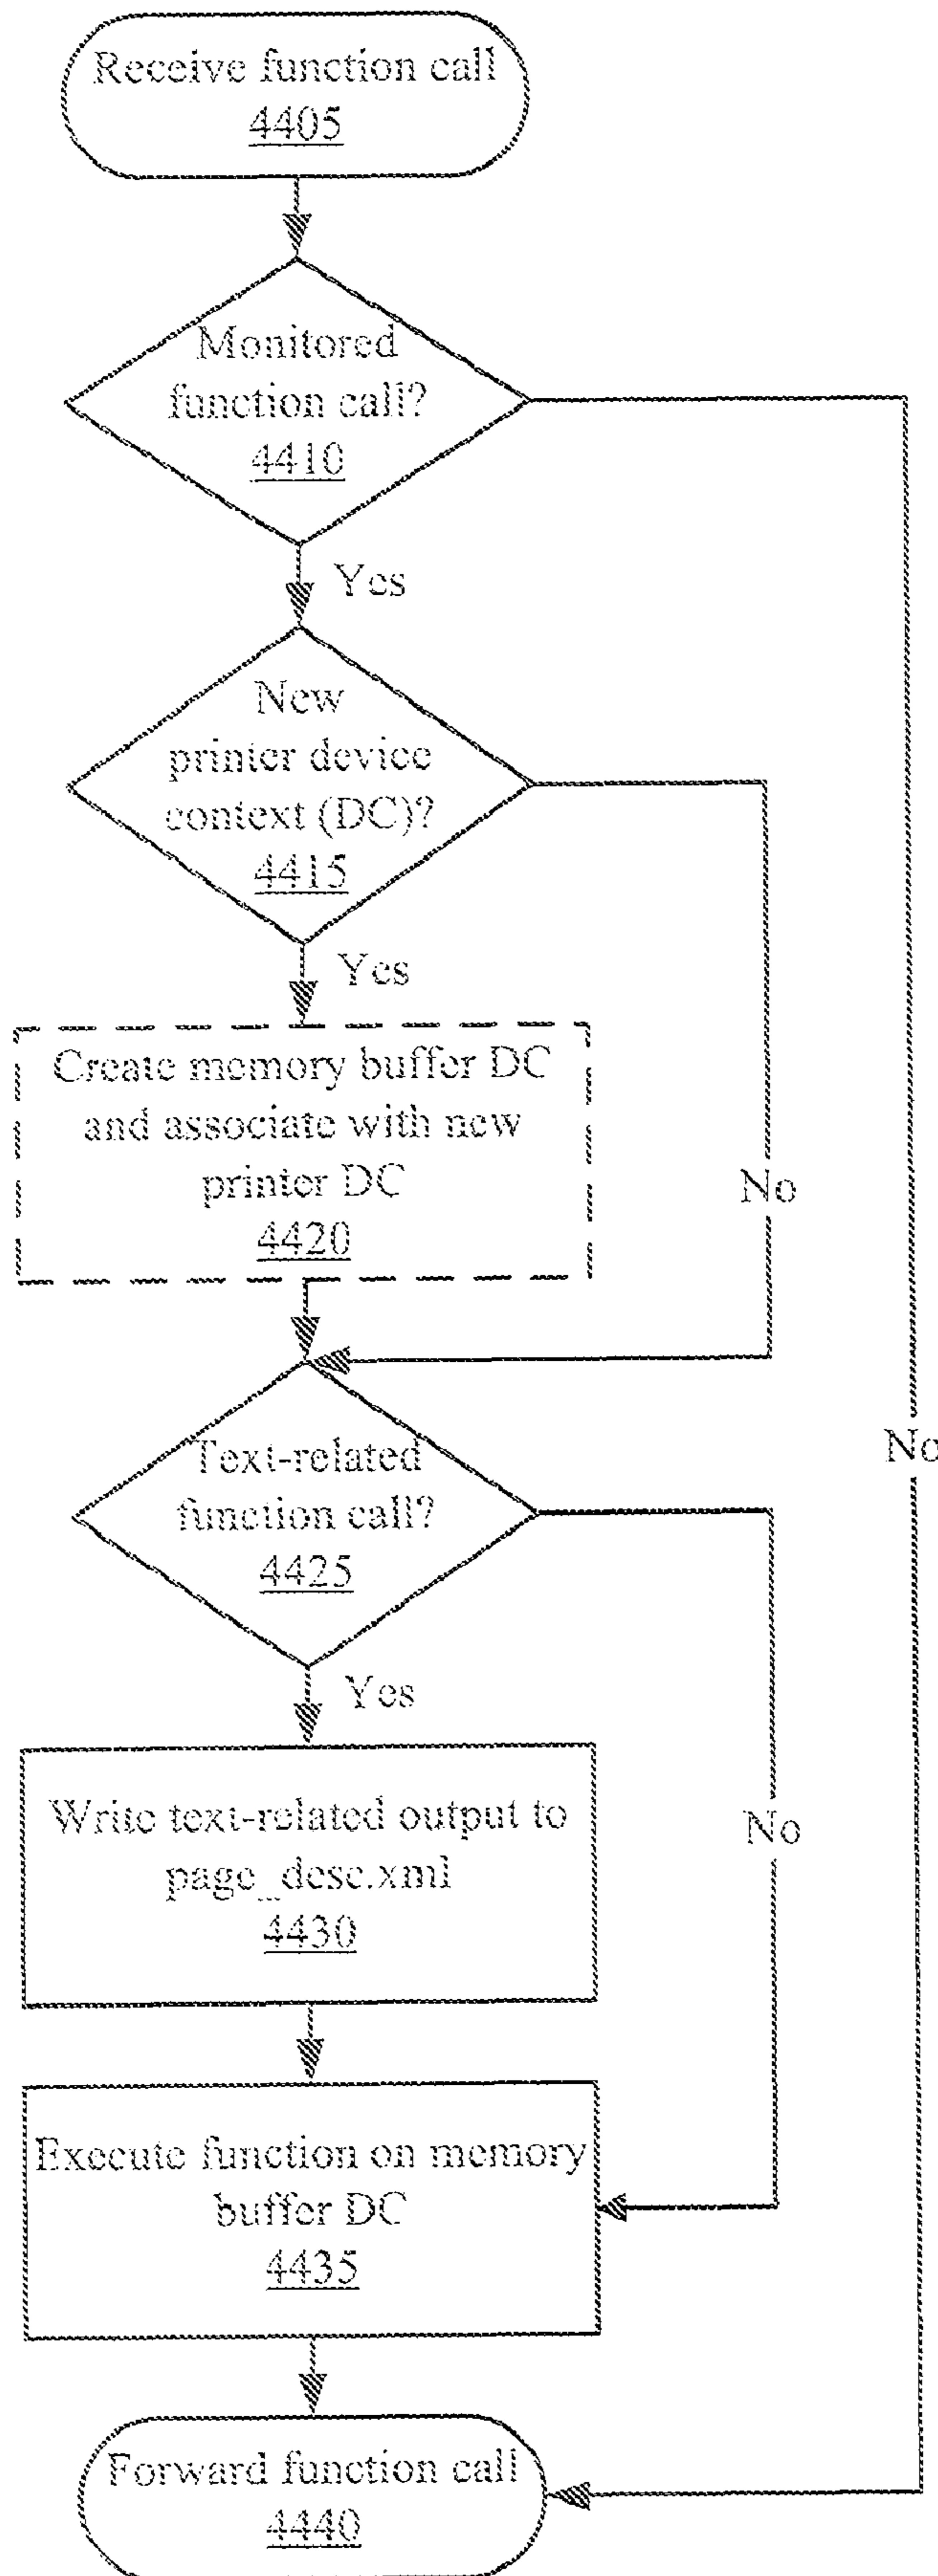 Receive function call
4405
Monitored
function call?
4410
Yes
New
printer device
context (DC)?
4415
Yes
Create memory buffer DC
and associate with new
printer DC
4420
No
No
Text-related
function call?
4425
Yes
Write text-related output to
page_desc.xml
4430
No
Execute function on memory
buffer DC
4435
Forward function call
4440